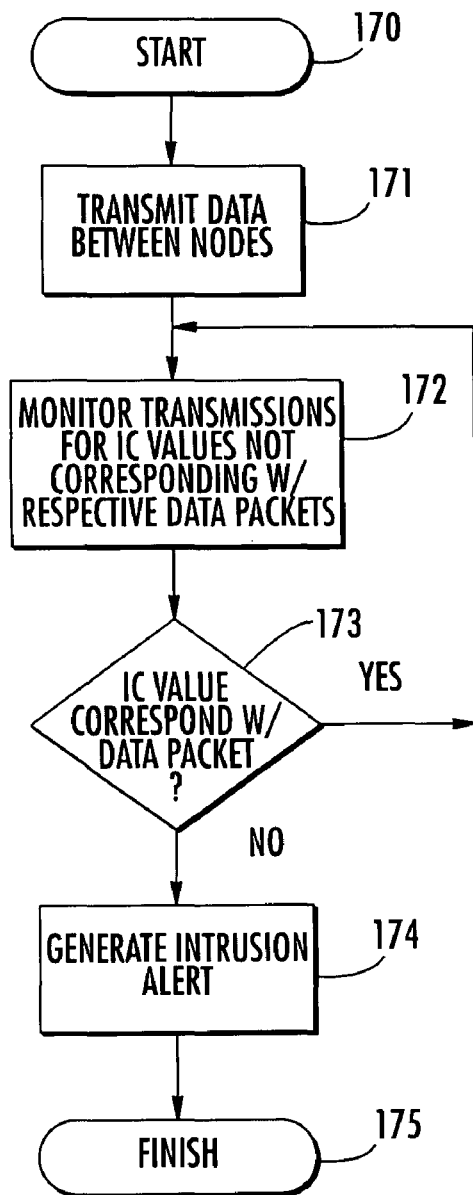 START
170
TRANSMIT DATA
BETWEEN NODES
171
MONITOR TRANSMISSIONS
FOR IC VALUES NOT
CORRESPONDING W/
RESPECTIVE DATA PACKETS
172
IC VALUE
CORRESPOND W/
DATA PACKET
?
173
YES
NO
GENERATE INTRUSION
ALERT
174
FINISH
175